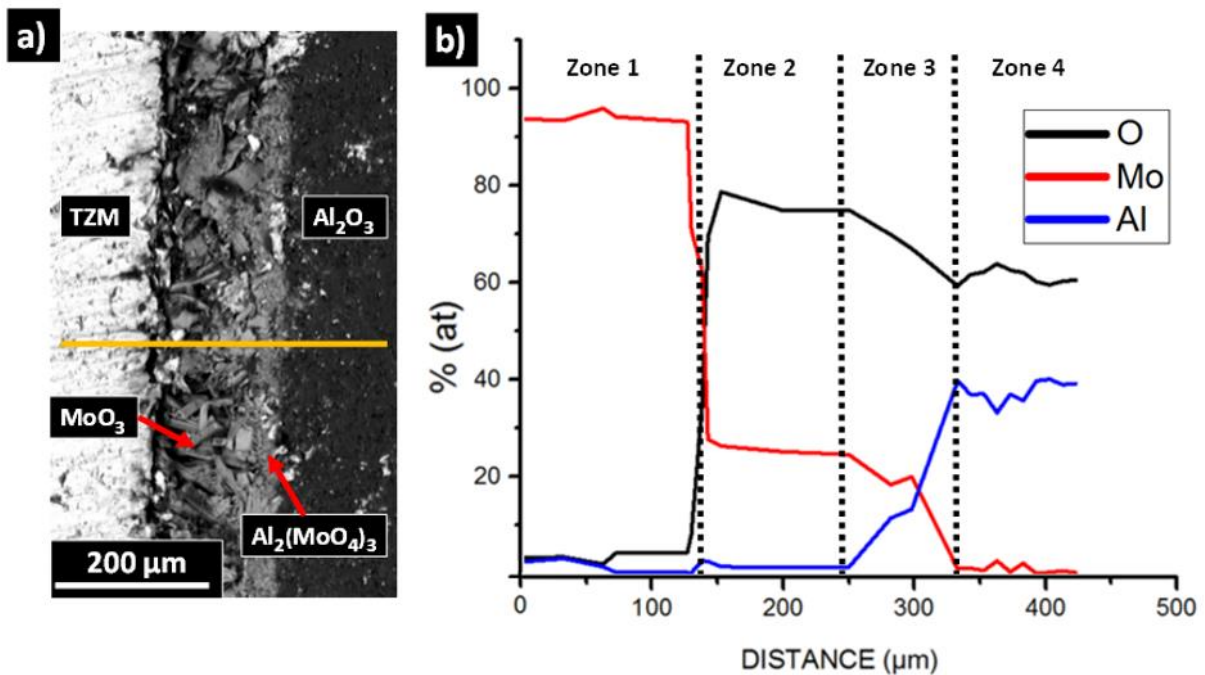 a)
TZM
Al₂O₃
MoO₃
Al₂(MoO₄)₃
200 µm
b)
Zone 1
Zone 2
Zone 3
Zone 4
O
Mo
Al
% (at)
100
80
60
40
20
0
100
200
300
400
500
DISTANCE (µm)